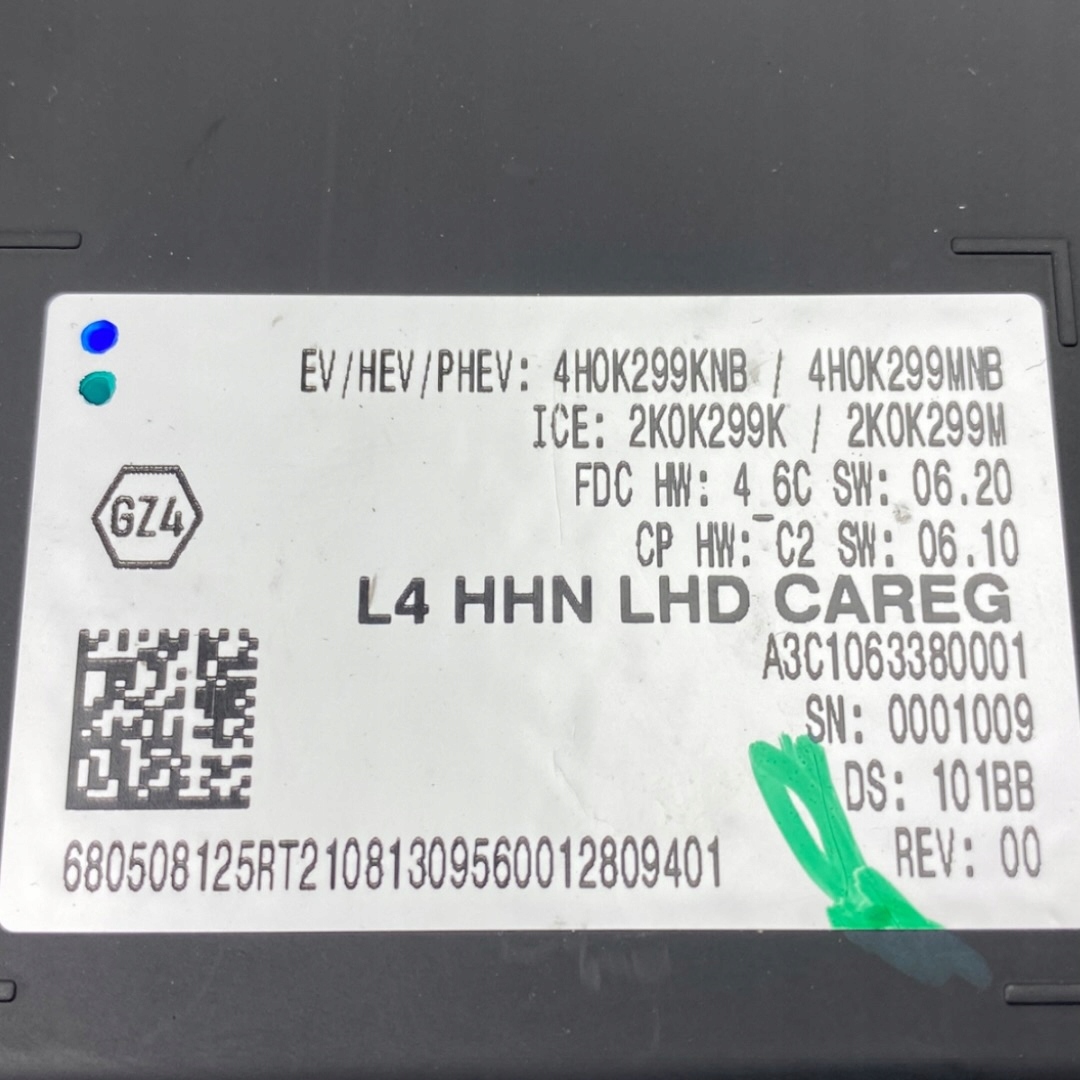 EV/HEV/PHEV: 4H0K299KNB / 4H0K299MNB
ICE: 2K0K299K / 2K0K299M
FDC HW: 4_6C SW: 06.20
GZ4
CP HW: C2 SW: 06.10
L4 HHN LHD CAREG
A3C1063380001
SN: 0001009
DS: 101BB
REV: 00
680508125RT21081309560012809401